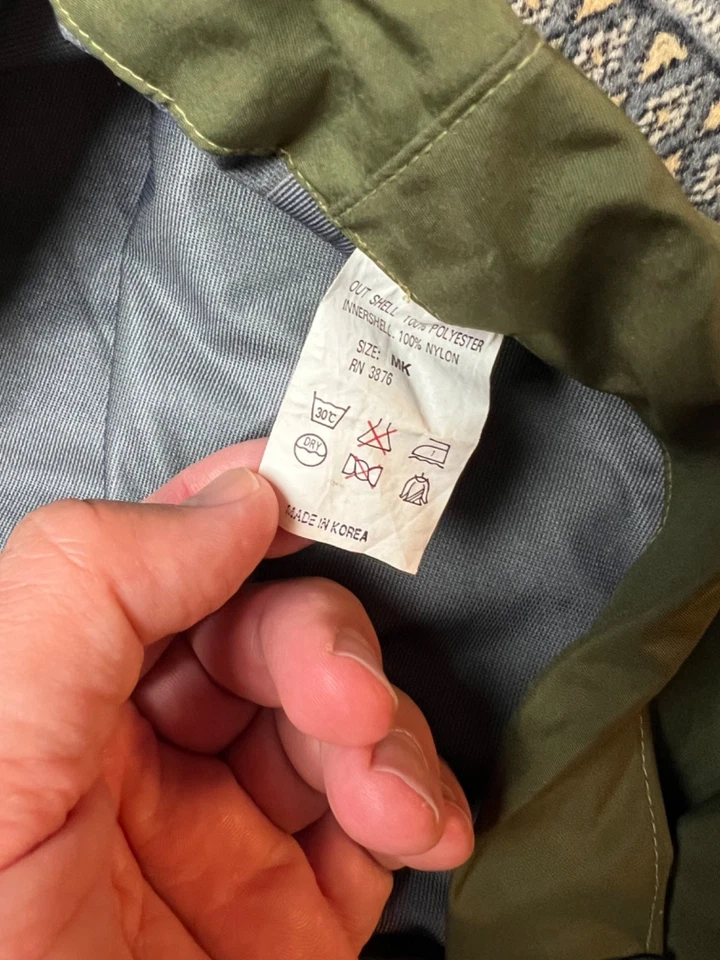 OUT SHELL 100% POLYESTER
INNERSHELL. 100% NYLON
SIZE: MK
RN 3876
30℃
DRY
MADE IN KOREA